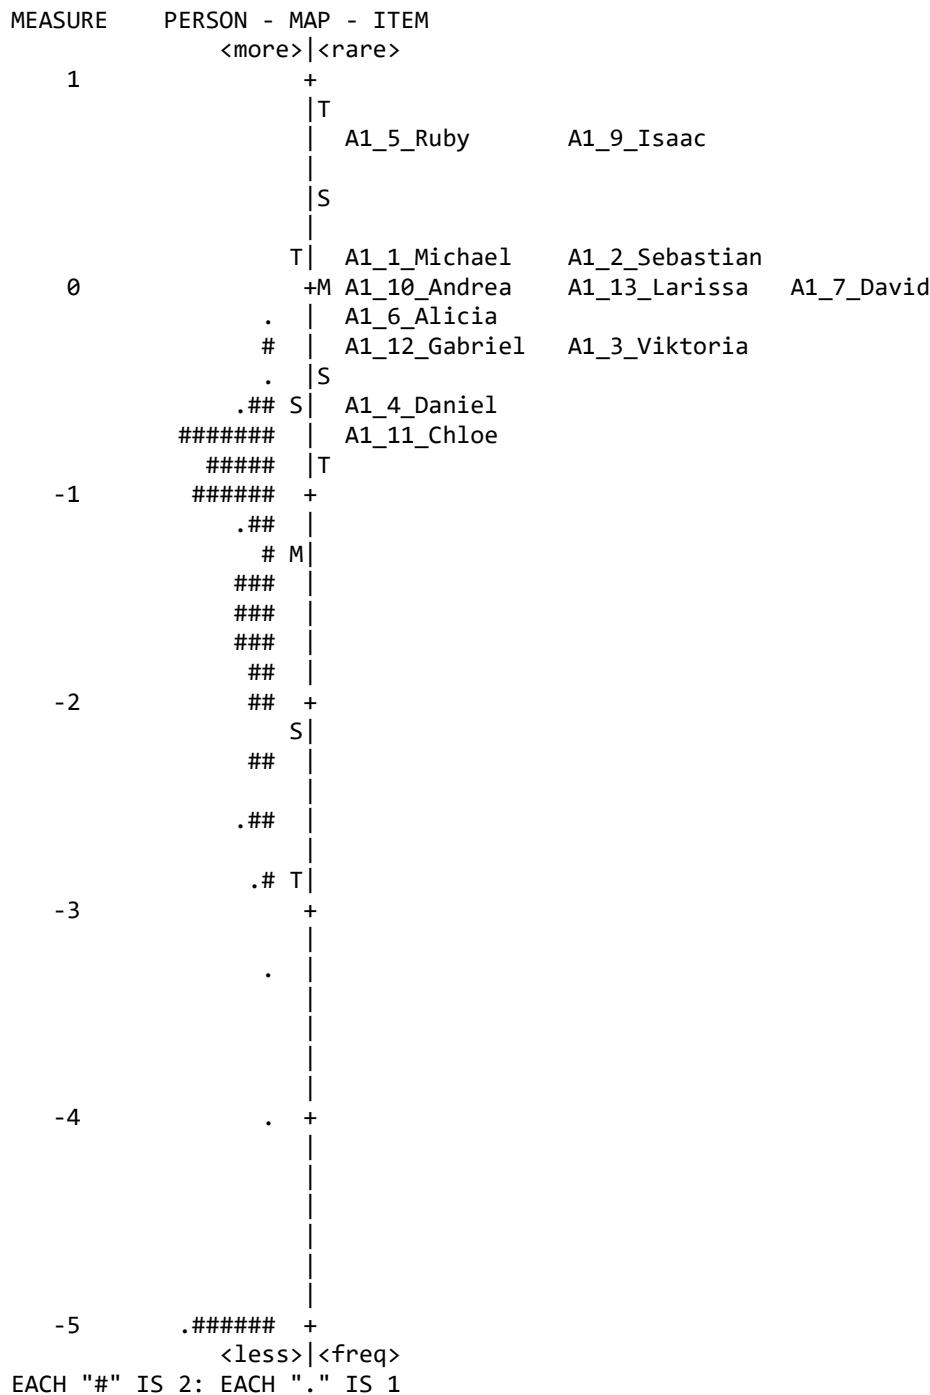 MEASURE    PERSON - MAP - ITEM
               <more>|<rare>
    1                +
                     |T
                     |  A1_5_Ruby       A1_9_Isaac
                     |
                     |S
                     |
                    T|  A1_1_Michael    A1_2_Sebastian
    0                +M A1_10_Andrea    A1_13_Larissa   A1_7_David
                  .  |  A1_6_Alicia
                  #  |  A1_12_Gabriel   A1_3_Viktoria
                  .  |S
                .## S|  A1_4_Daniel
            #######  |  A1_11_Chloe
              #####  |T
   -1        ######  +
                .##  |
                  # M|
                ###  |
                ###  |
                ###  |
                 ##  |
   -2            ##  +
                    S|
                 ##  |
                     |
                .##  |
                     |
                 .# T|
   -3                +
                     |
                  .  |
                     |
                     |
                     |
                     |
   -4             .  +
                     |
                     |
                     |
                     |
                     |
                     |
   -5       .######  +
               <less>|<freq>
EACH "#" IS 2: EACH "." IS 1